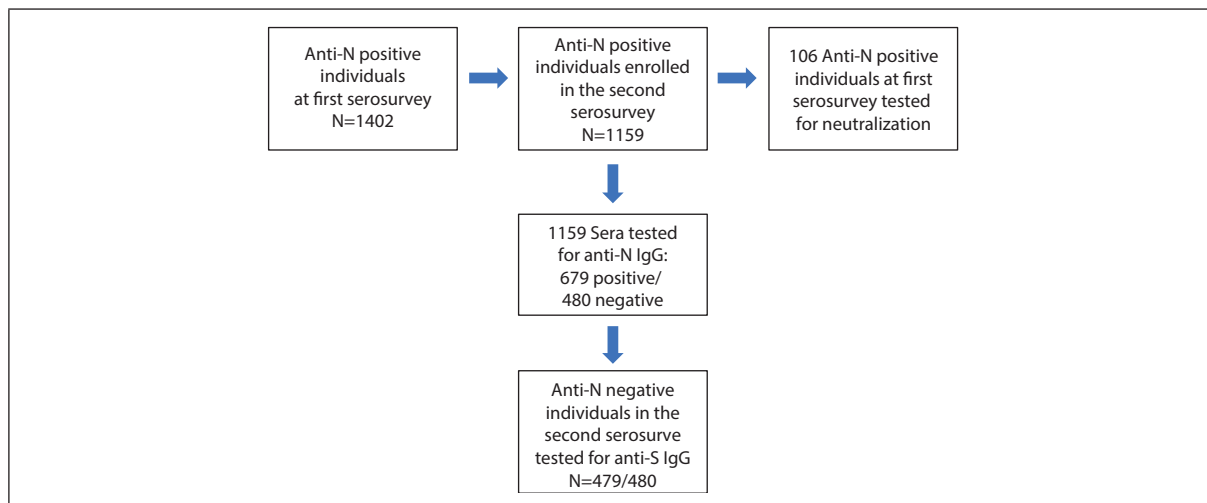 Anti-N positive
individuals
at first serosurvey
N=1402
Anti-N positive
individuals enrolled
in the second
serosurvey
N=1159
106 Anti-N positive
individuals at first
serosurvey tested
for neutralization
1159 Sera tested
for anti-N IgG:
679 positive/
480 negative
Anti-N negative
individuals in the
second serosurve
tested for anti-S IgG
N=479/480